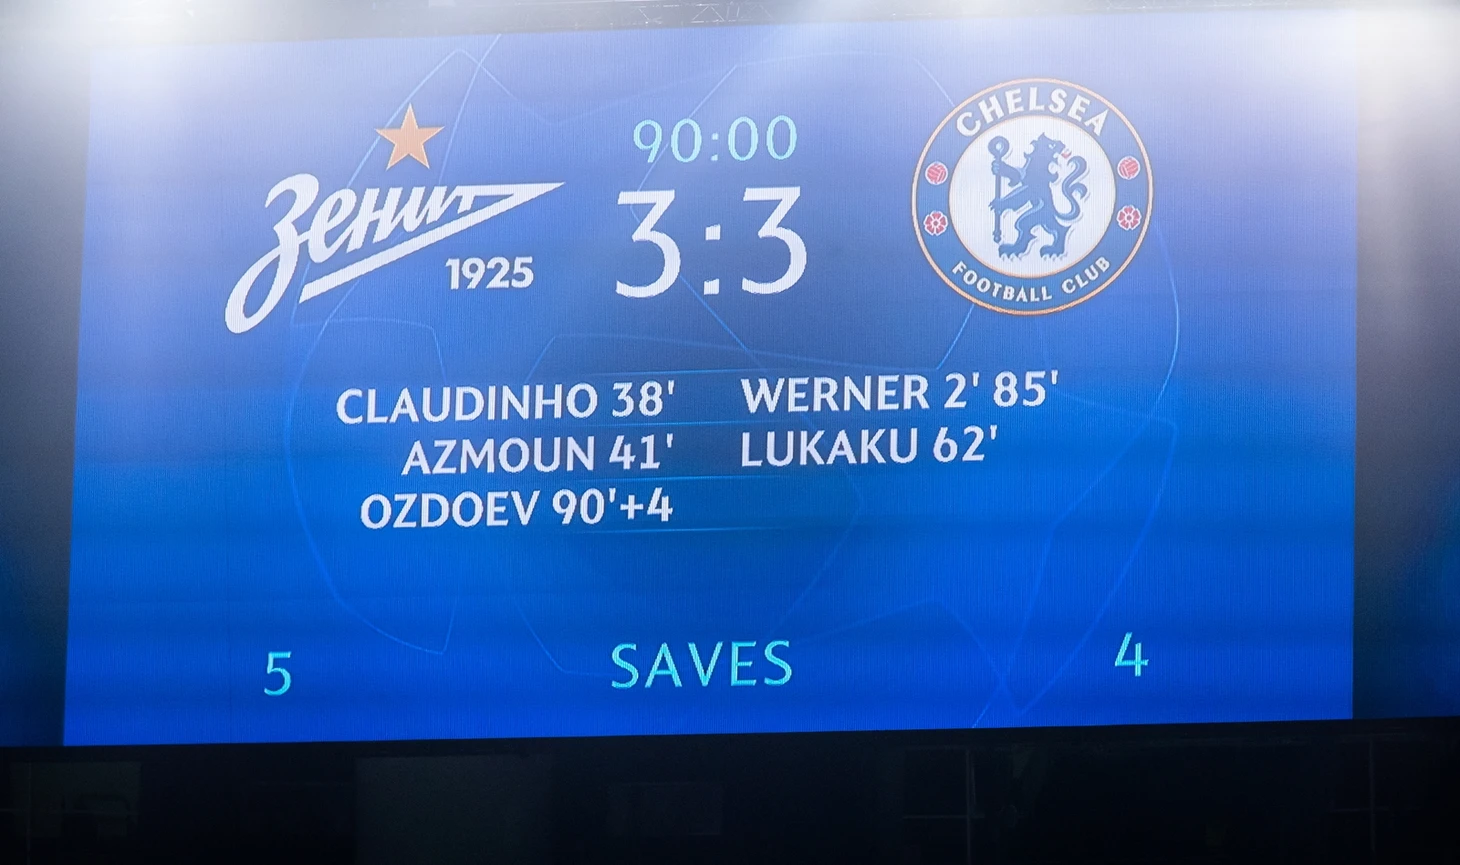 90:00
Зенит
1925
3:3
CHELSEA
FOOTBALL CLUB
CLAUDINHO 38'
AZMOUN 41'
OZDOEV 90'+4
WERNER 2' 85'
LUKAKU 62'
5 SAVES 4